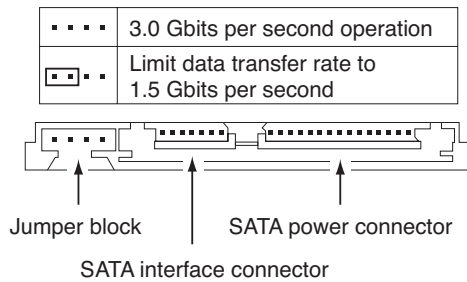 3.0 Gbits per second operation
Limit data transfer rate to
1.5 Gbits per second
Jumper block
SATA power connector
SATA interface connector